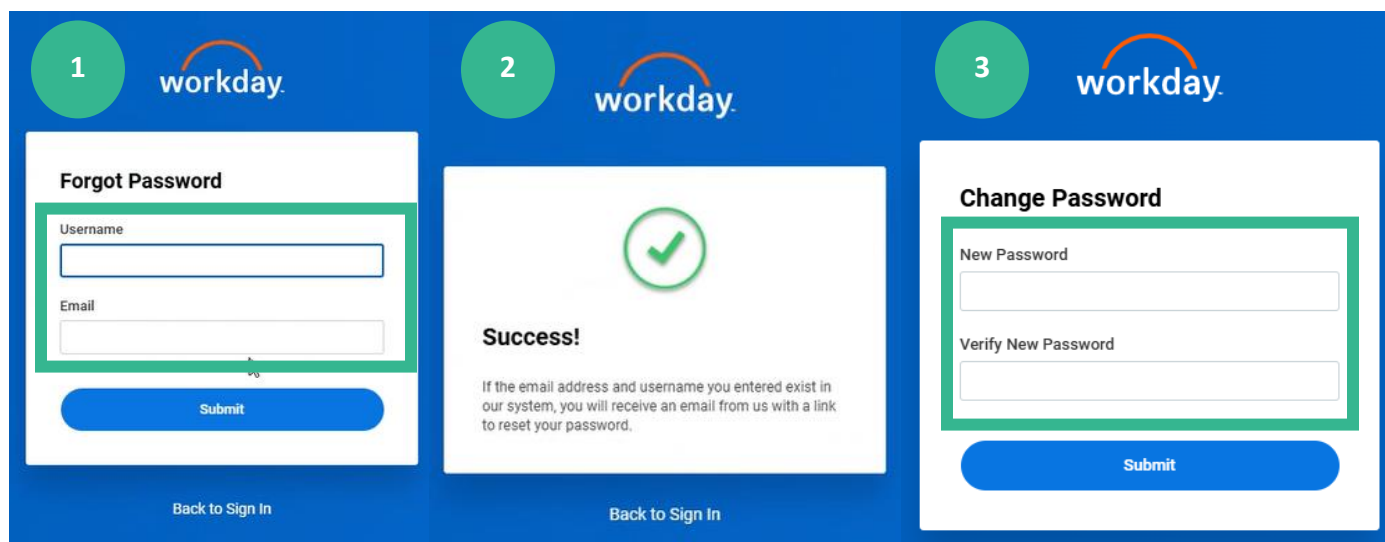 1
workday.
Forgot Password
Username
Email
Submit
Back to Sign In
2
workday.
Success!
If the email address and username you entered exist in
our system, you will receive an email from us with a link
to reset your password.
Back to Sign In
3
workday.
Change Password
New Password
Verify New Password
Submit